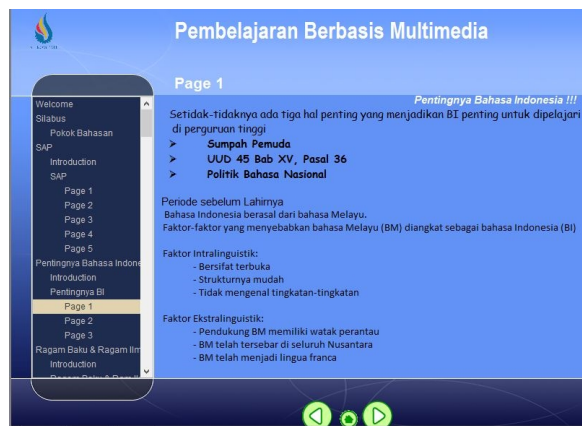 Pembelajaran Berbasis Multimedia
Page 1
Welcome
Silabus
Pokok Bahasan
SAP
Introduction
SAP
Page 1
Page 2
Page 3
Page 4
Page 5
Pentingnya Bahasa Indone
Introduction
Pentingnya BI
Page 1
Page 2
Page 3
Ragam Baku & Ragam Ilm
Introduction
Pentingnya Bahasa Indonesia !!!
Setidak-tidaknya ada tiga hal penting yang menjadikan BI penting untuk dipelajari
di perguruan tinggi
➢ Sumpah Pemuda
➢ UUD 45 Bab XV, Pasal 36
➢ Politik Bahasa Nasional
Periode sebelum Lahirnya
Bahasa Indonesia berasal dari bahasa Melayu.
Faktor-faktor yang menyebabkan bahasa Melayu (BM) diangkat sebagai bahasa Indonesia (BI)
Faktor Intralinguistik:
- Bersifat terbuka
- Strukturnya mudah
- Tidak mengenal tingkatan-tingkatan
Faktor Ekstralinguistik:
- Pendukung BM memiliki watak perantau
- BM telah tersebar di seluruh Nusantara
- BM telah menjadi lingua franca